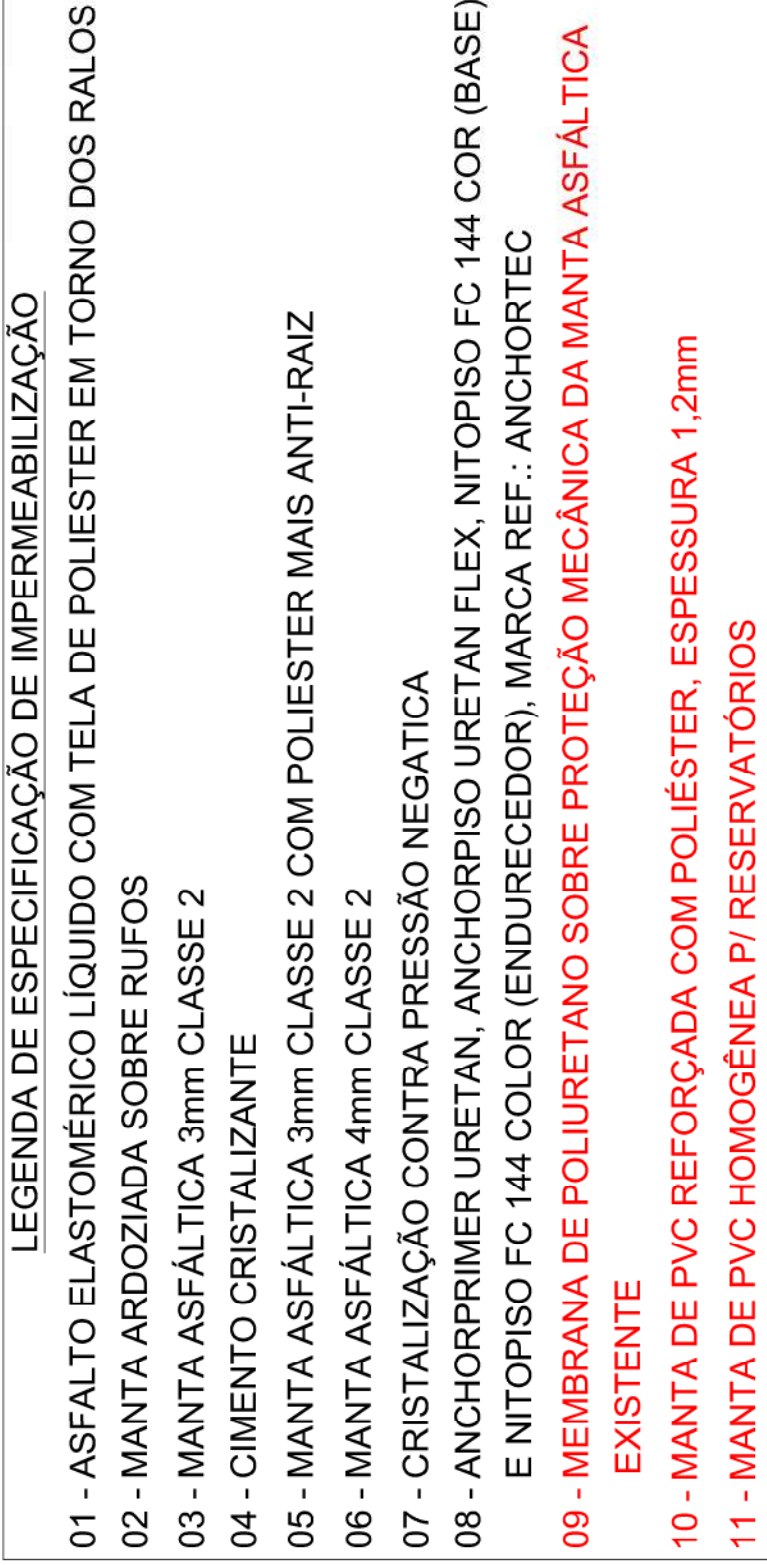 LEGENDA DE ESPECIFICAÇÃO DE IMPERMEABILIZAÇÃO
01 - ASFALTO ELASTOMÉRICO LÍQUIDO COM TELA DE POLIESTER EM TORNO DOS RALOS
02 - MANTA ARDOZIADA SOBRE RUFOS
03 - MANTA ASFÁLTICA 3mm CLASSE 2
04 - CIMENTO CRISTALIZANTE
05 - MANTA ASFÁLTICA 3mm CLASSE 2 COM POLIESTER MAIS ANTI-RAIZ
06 - MANTA ASFÁLTICA 4mm CLASSE 2
07 - CRISTALIZAÇÃO CONTRA PRESSÃO NEGATICA
08 - ANCHORPRIMER URETAN, ANCHORPISO URETAN FLEX, NITOPISO FC 144 COR (BASE)
E NITOPISO FC 144 COLOR (ENDURECEDOR), MARCA REF.: ANCHORTEC
09 - MEMBRANA DE POLIURETANO SOBRE PROTEÇÃO MECÂNICA DA MANTA ASFÁLTICA
EXISTENTE
10 - MANTA DE PVC REFORÇADA COM POLIÉSTER, ESPESSURA 1,2mm
11 - MANTA DE PVC HOMOGÊNEA P/ RESERVATÓRIOS